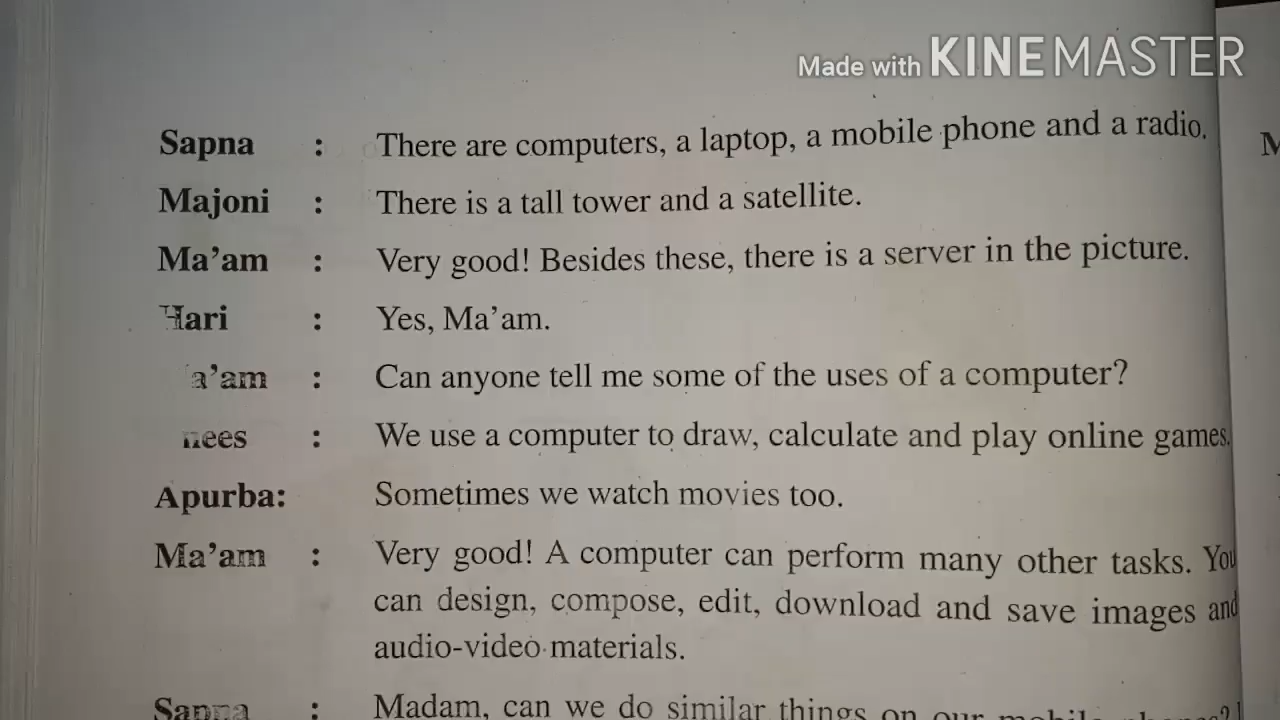 Made with KINEMASTER
Sapna : There are computers, a laptop, a mobile phone and a radio.
Majoni : There is a tall tower and a satellite.
Ma'am : Very good! Besides these, there is a server in the picture.
Hari : Yes, Ma'am.
a'am : Can anyone tell me some of the uses of a computer?
nees : We use a computer to draw, calculate and play online games.
Apurba: Sometimes we watch movies too.
Ma'am : Very good! A computer can perform many other tasks. You
can design, compose, edit, download and save images and
audio-video materials.
Sapna : Madam, can we do similar things on our mobile phones?